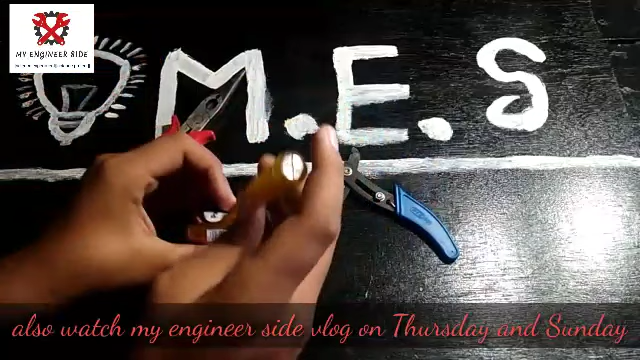 MY ENGINEER SIDE
M.E.S
also watch my engineer side vlog on Thursday and Sunday